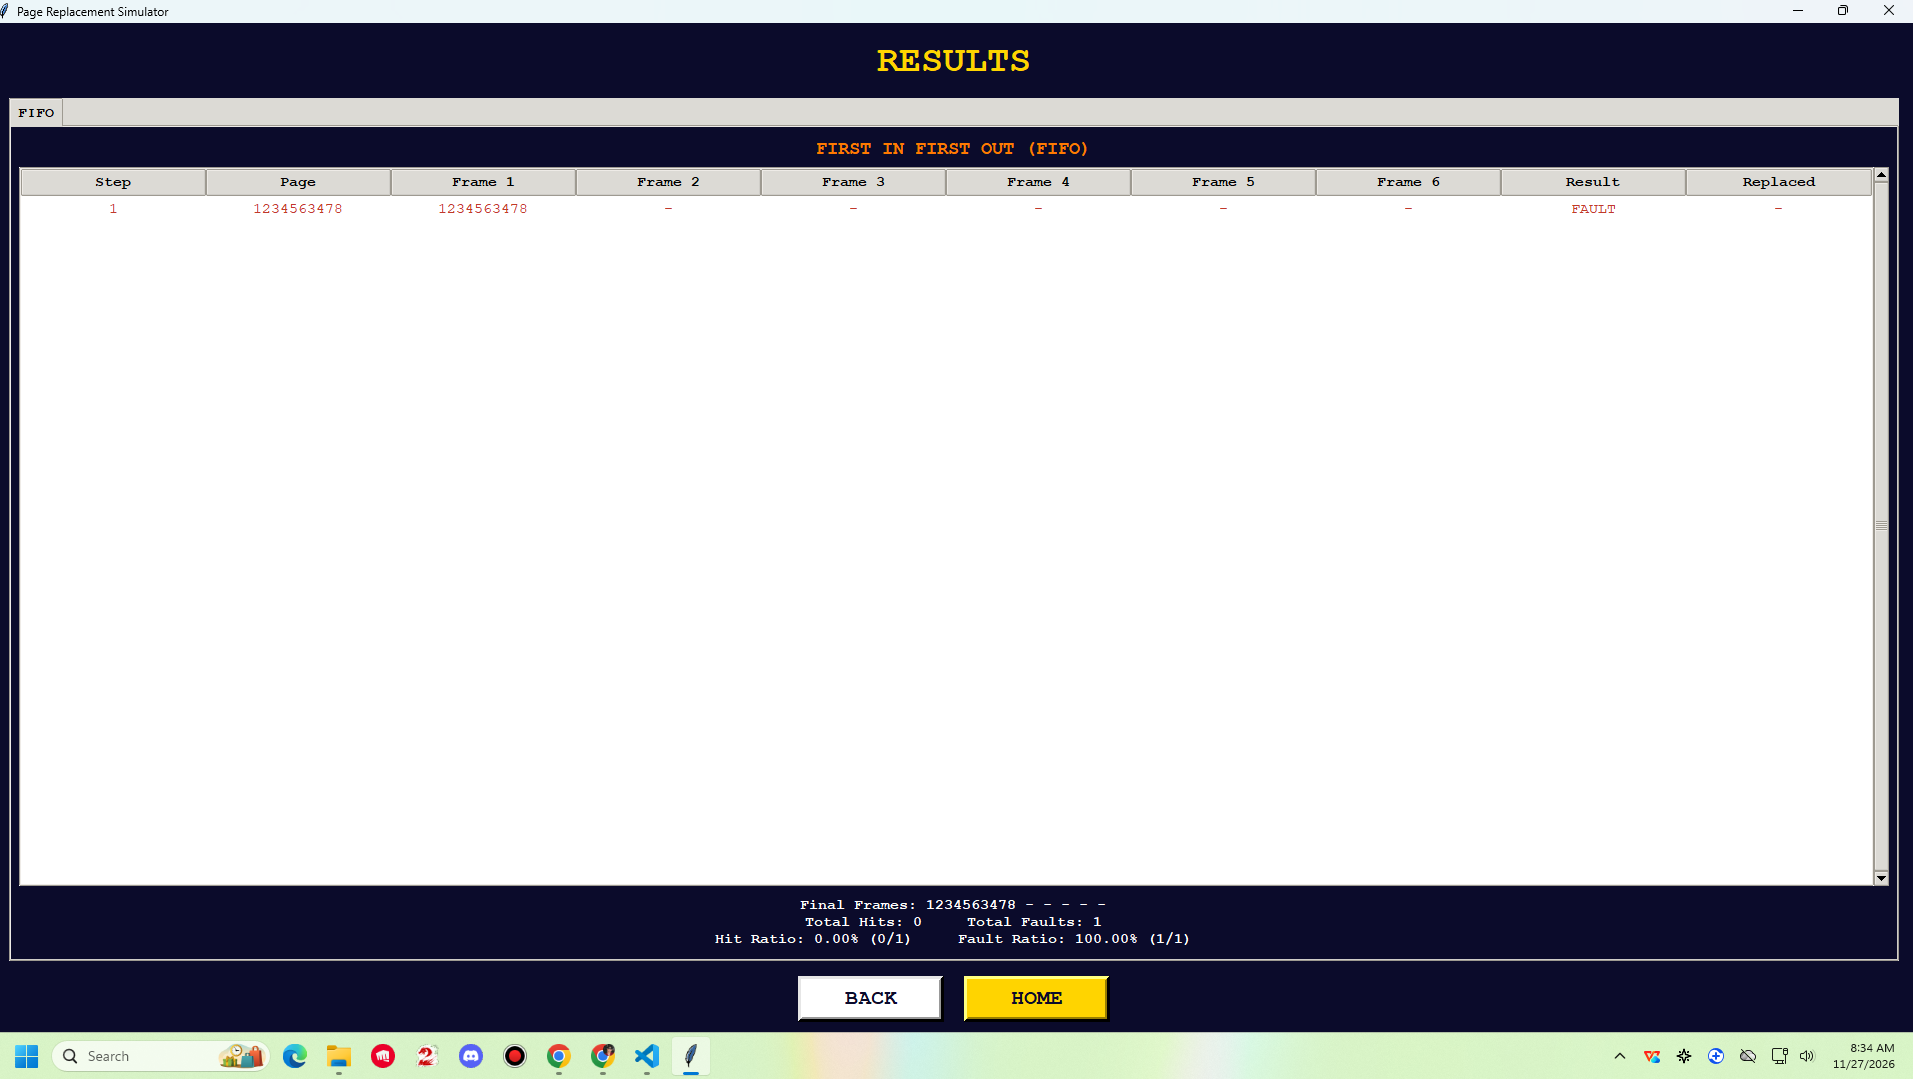 Page Replacement Simulator
RESULTS
FIFO
FIRST IN FIRST OUT (FIFO)
Step Page Frame 1 Frame 2 Frame 3 Frame 4 Frame 5 Frame 6 Result Replaced
1 1234563478 1234563478 - - - - - FAULT -
Final Frames: 1234563478 - - - - -
Total Hits: 0 Total Faults: 1
Hit Ratio: 0.00% (0/1) Fault Ratio: 100.00% (1/1)
BACK HOME
Search
8:34 AM
11/27/2026